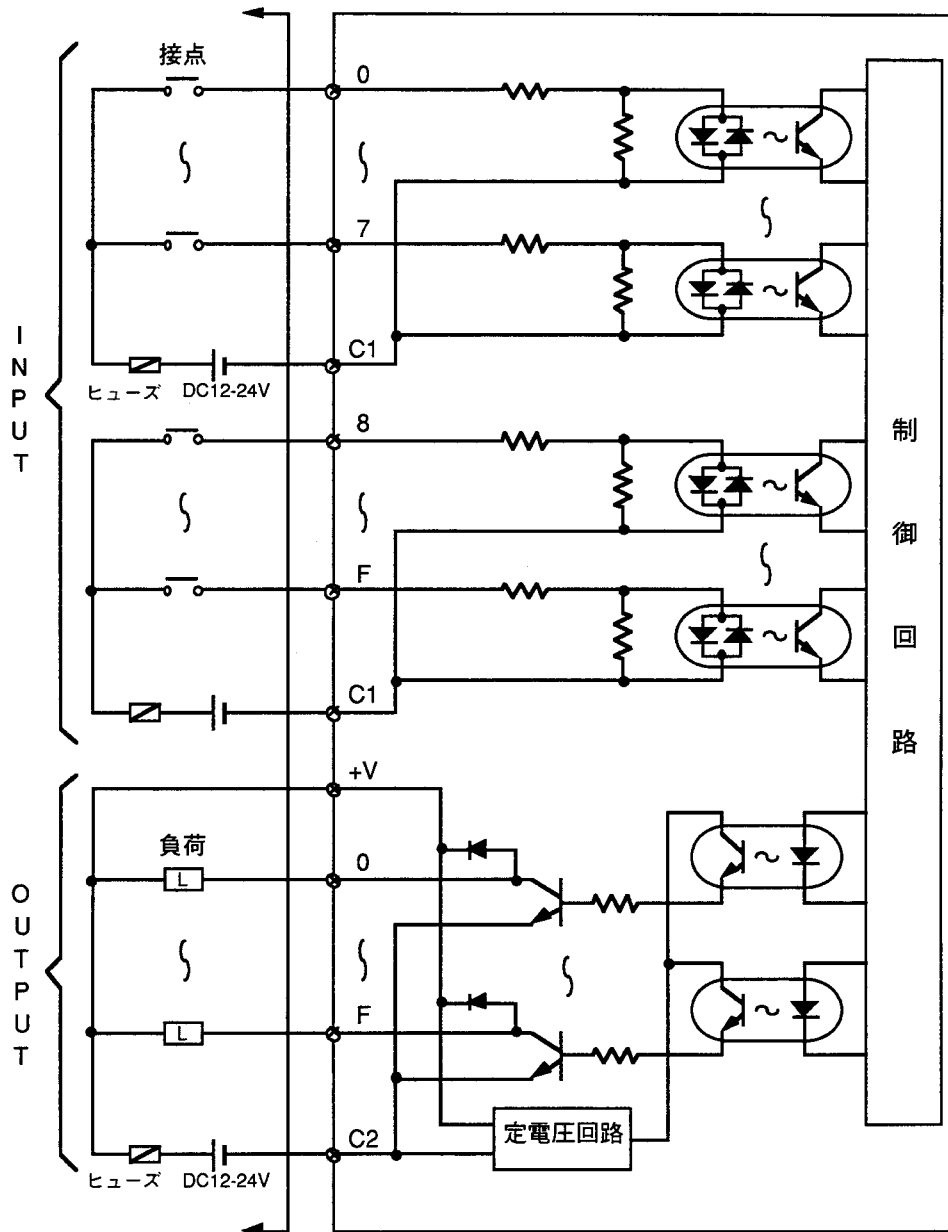 接点
0
7
C1
ヒューズ DC12-24V
INPUT
8
F
C1
制御回路
+V
負荷
0
L
OUTPUT
F
L
C2
定電圧回路
ヒューズ DC12-24V